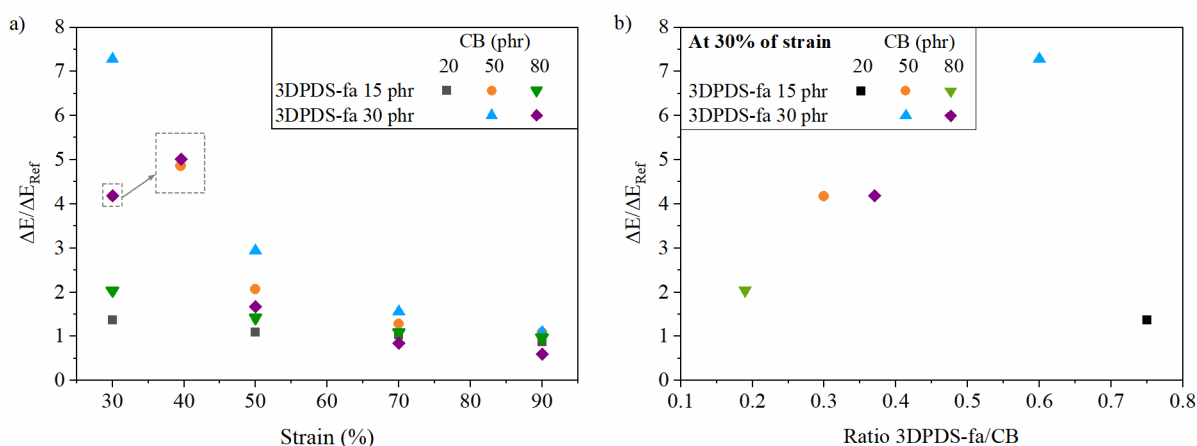 a)
8
7
6
5
4
3
2
1
0
ΔE/ΔE_Ref
CB (phr)
20 50 80
3DPDS-fa 15 phr
3DPDS-fa 30 phr
30 40 50 60 70 80 90
Strain (%)
b)
8
7
6
5
4
3
2
1
0
ΔE/ΔE_Ref
At 30% of strain CB (phr)
20 50 80
3DPDS-fa 15 phr
3DPDS-fa 30 phr
0.1 0.2 0.3 0.4 0.5 0.6 0.7 0.8
Ratio 3DPDS-fa/CB